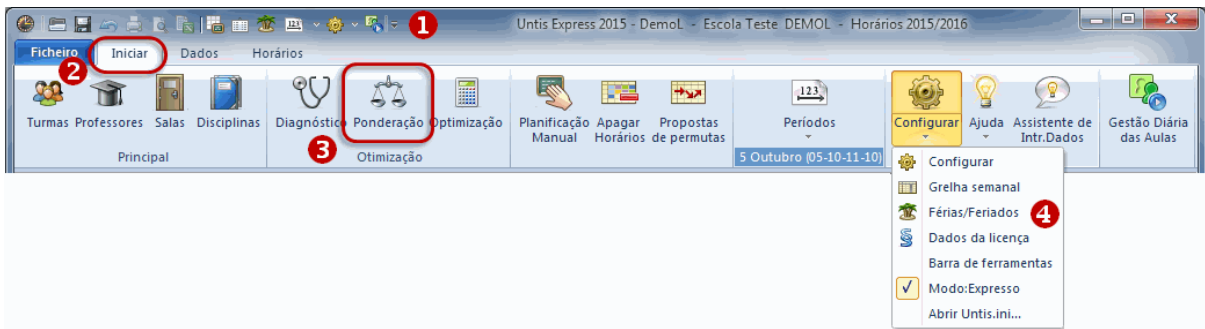 Untis Express 2015 - DemoL - Escola Teste DEMOL - Horários 2015/2016
1
Ficheiro Iniciar Dados Horários
2
Turmas Professores Salas Disciplinas Diagnóstico Ponderação Optimização Planificação Manual Apagar Horários Propostas de permutas Períodos Configurar Ajuda Assistente de Intr.Dados Gestão Diária das Aulas
123
3
Principal Otimização 5 Outubro (05-10-11-10)
Configurar
Grelha semanal
Férias/Feriados
4
Dados da licença
Barra de ferramentas
Modo:Expresso
Abrir Untis.ini...